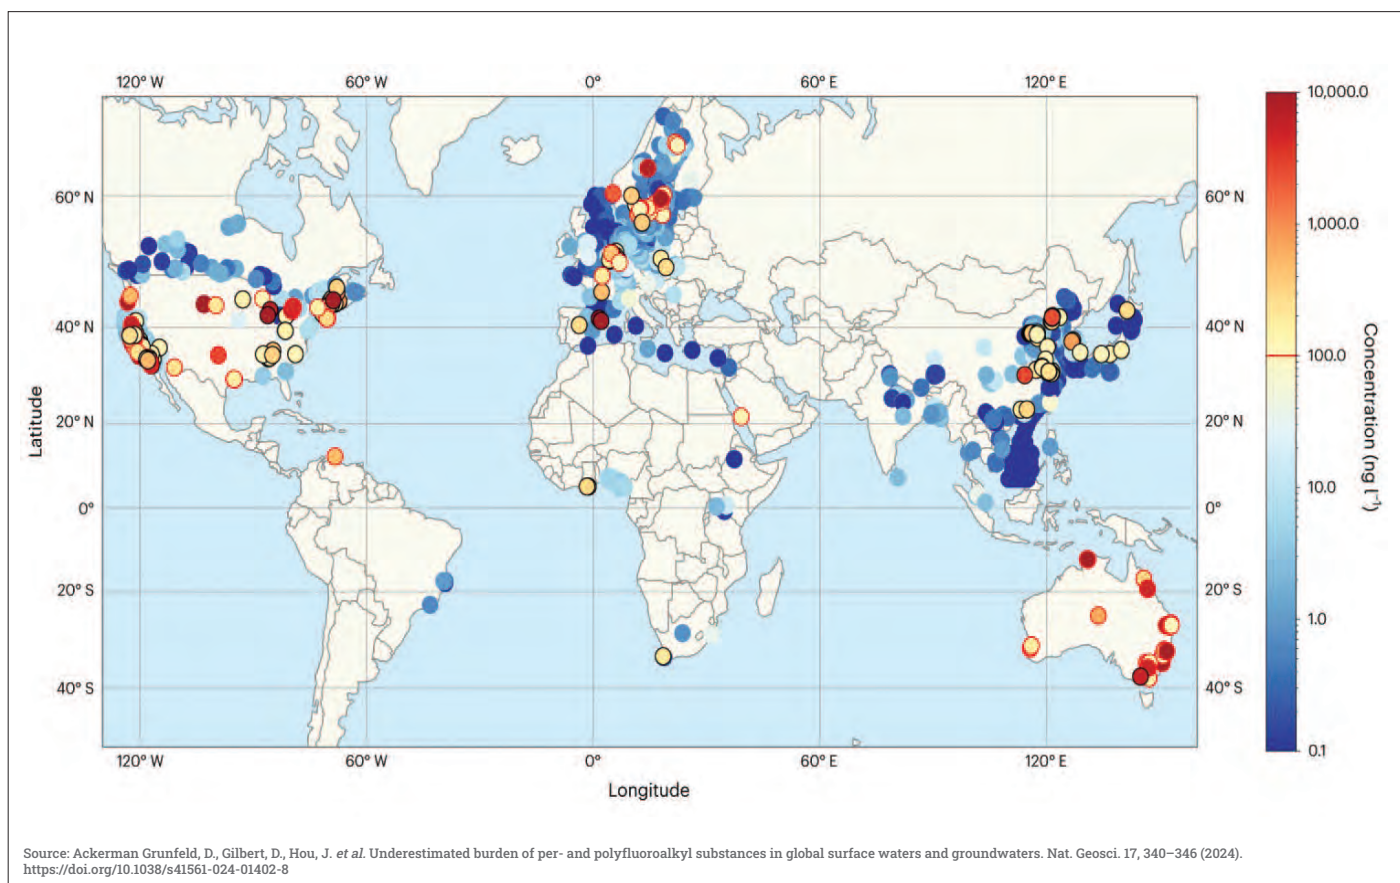 120° W 60° W 0° 60° E 120° E
10,000.0
60° N 60° N
1,000.0
40° N 40° N
100.0
Concentration (ng l⁻¹)
Latitude
20° N 20° N
10.0
0° 0°
20° S 20° S
1.0
40° S 40° S
0.1
120° W 60° W 0° 60° E 120° E
Longitude
Source: Ackerman Grunfeld, D., Gilbert, D., Hou, J. et al. Underestimated burden of per- and polyfluoroalkyl substances in global surface waters and groundwaters. Nat. Geosci. 17, 340–346 (2024).
https://doi.org/10.1038/s41561-024-01402-8